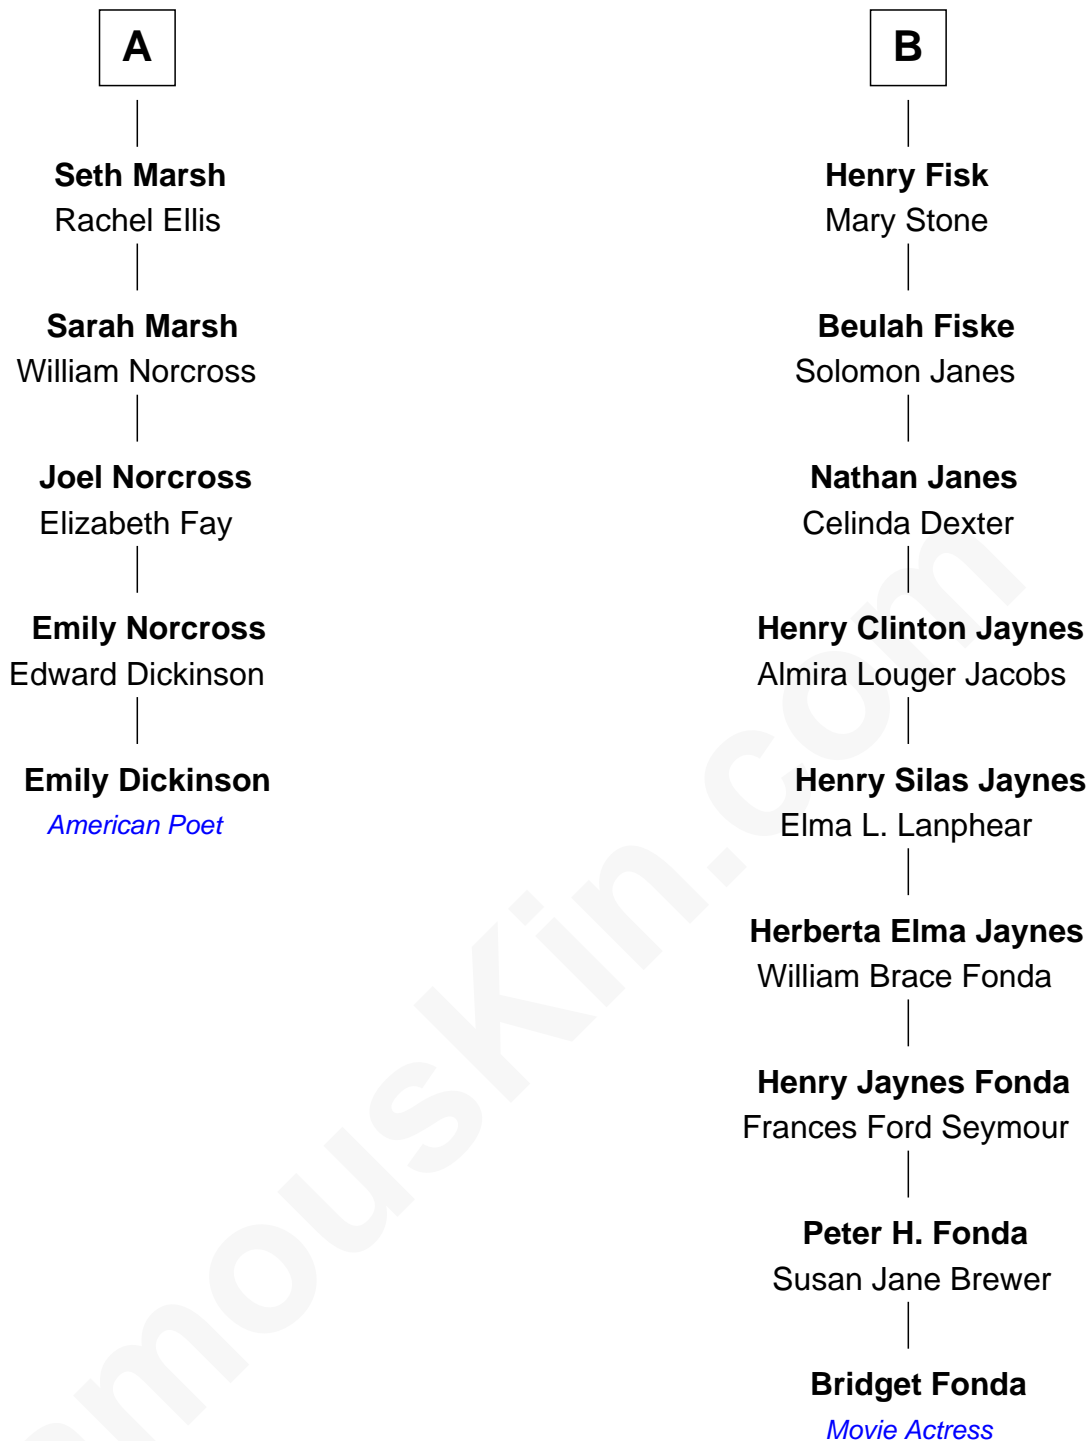 A
Seth Marsh
Rachel Ellis
Sarah Marsh
William Norcross
Joel Norcross
Elizabeth Fay
Emily Norcross
Edward Dickinson
Emily Dickinson
American Poet
B
Henry Fisk
Mary Stone
Beulah Fiske
Solomon Janes
Nathan Janes
Celinda Dexter
Henry Clinton Jaynes
Almira Louger Jacobs
Henry Silas Jaynes
Elma L. Lanphear
Herberta Elma Jaynes
William Brace Fonda
Henry Jaynes Fonda
Frances Ford Seymour
Peter H. Fonda
Susan Jane Brewer
Bridget Fonda
Movie Actress
amouskin.com